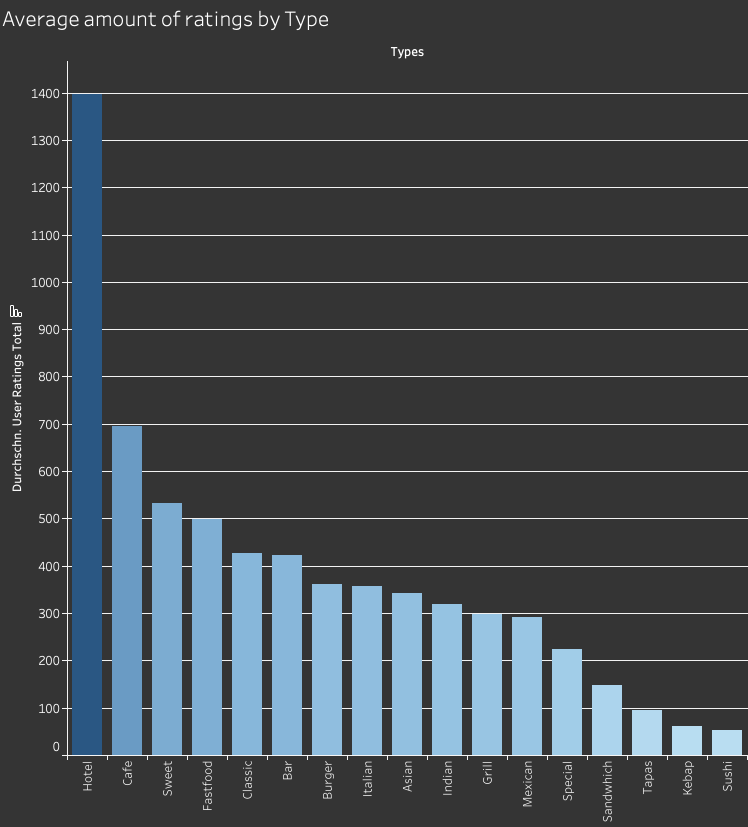 Average amount of ratings by Type
Types
Durchschn. User Ratings Total
1400
1300
1200
1100
1000
900
800
700
600
500
400
300
200
100
0
Hotel
Cafe
Sweet
Fastfood
Classic
Bar
Burger
Italian
Asian
Indian
Grill
Mexican
Special
Sandwhich
Tapas
Kebap
Sushi